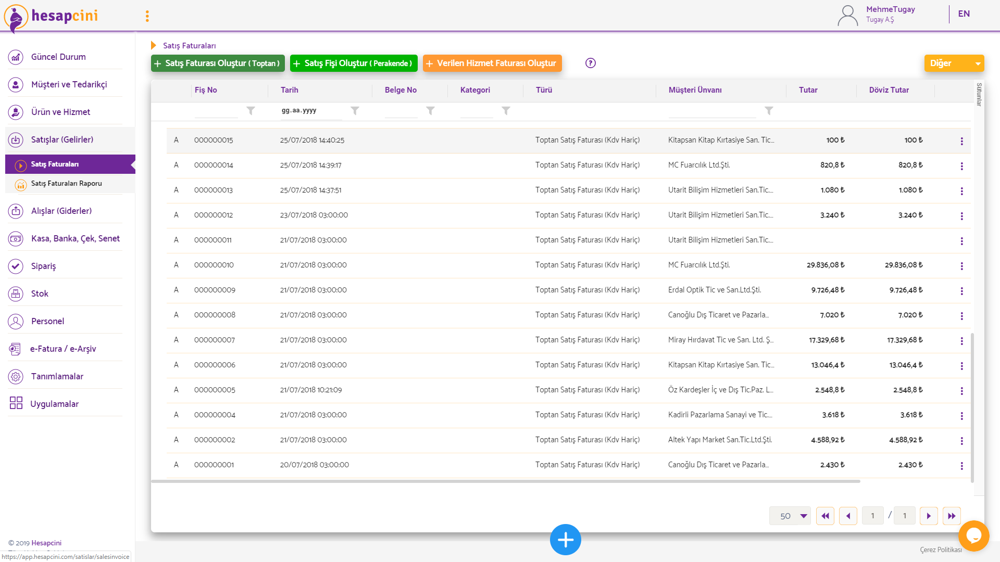 hesapcini
MehmeTugay
Tugay A.Ş
EN
Güncel Durum
Müşteri ve Tedarikçi
Ürün ve Hizmet
Satışlar (Gelirler)
Satış Faturaları
Satış Faturaları Raporu
Alışlar (Giderler)
Kasa, Banka, Çek, Senet
Sipariş
Stok
Personel
e-Fatura / e-Arşiv
Tanımlamalar
Uygulamalar
© 2019 Hesapcini
https://app.hesapcini.com/satislar/salesinvoice
Satış Faturaları
+ Satış Faturası Oluştur ( Toptan )
+ Satış Fişi Oluştur ( Perakende )
+ Verilen Hizmet Faturası Oluştur
?
Diğer
Fiş No Tarih Belge No Kategori Türü Müşteri Ünvanı Tutar Döviz Tutar
Sütunlar
gg.aa.yyyy
A 000000015 25/07/2018 14:40:25 Toptan Satış Faturası (Kdv Hariç) Kitapsan Kitap Kırtasiye San. Tic... 100 ₺ 100 ₺
A 000000014 25/07/2018 14:39:17 Toptan Satış Faturası (Kdv Hariç) MC Fuarcılık Ltd.Şti. 820,8 ₺ 820,8 ₺
A 000000013 25/07/2018 14:37:51 Toptan Satış Faturası (Kdv Hariç) Utarit Bilişim Hizmetleri San.Tic.... 1.080 ₺ 1.080 ₺
A 000000012 23/07/2018 03:00:00 Toptan Satış Faturası (Kdv Hariç) Utarit Bilişim Hizmetleri San.Tic.... 3.240 ₺ 3.240 ₺
A 000000011 21/07/2018 03:00:00 Toptan Satış Faturası (Kdv Hariç) Utarit Bilişim Hizmetleri San.Tic....
A 000000010 21/07/2018 03:00:00 Toptan Satış Faturası (Kdv Hariç) MC Fuarcılık Ltd.Şti. 29.836,08 ₺ 29.836,08 ₺
A 000000009 21/07/2018 03:00:00 Toptan Satış Faturası (Kdv Hariç) Erdal Optik Tic ve San.Ltd.Şti. 9.726,48 ₺ 9.726,48 ₺
A 000000008 21/07/2018 03:00:00 Toptan Satış Faturası (Kdv Hariç) Canoğlu Dış Ticaret ve Pazarla... 7.020 ₺ 7.020 ₺
A 000000007 21/07/2018 03:00:00 Toptan Satış Faturası (Kdv Hariç) Miray Hırdavat Tic ve San. Ltd. Ş... 17.329,68 ₺ 17.329,68 ₺
A 000000006 21/07/2018 03:00:00 Toptan Satış Faturası (Kdv Hariç) Kitapsan Kitap Kırtasiye San. Tic... 13.046,4 ₺ 13.046,4 ₺
A 000000005 21/07/2018 10:21:09 Toptan Satış Faturası (Kdv Hariç) Öz Kardeşler İç ve Dış Tic.Paz. L... 2.548,8 ₺ 2.548,8 ₺
A 000000004 21/07/2018 03:00:00 Toptan Satış Faturası (Kdv Hariç) Kadirli Pazarlama Sanayi ve Tic.... 3.618 ₺ 3.618 ₺
A 000000002 21/07/2018 03:00:00 Toptan Satış Faturası (Kdv Hariç) Altek Yapı Market San.Tic.Ltd.Şti. 4.588,92 ₺ 4.588,92 ₺
A 000000001 20/07/2018 03:00:00 Toptan Satış Faturası (Kdv Hariç) Canoğlu Dış Ticaret ve Pazarla... 2.430 ₺ 2.430 ₺
50 1 / 1
Çerez Politikası